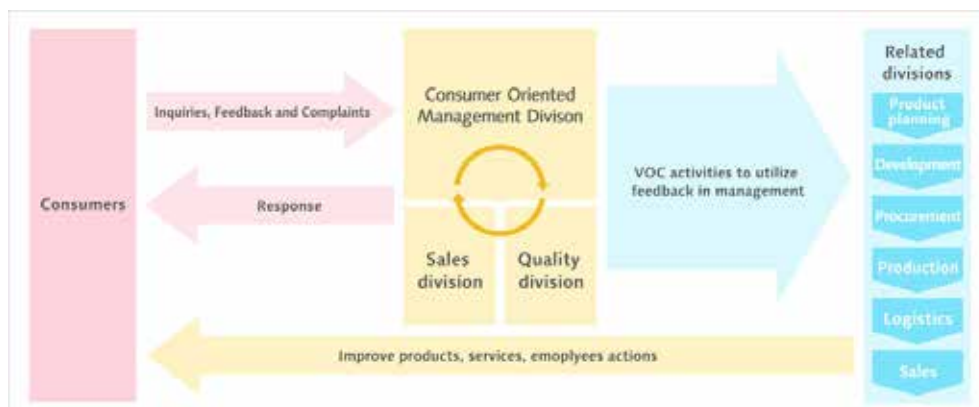 Consumers
Inquiries, Feedback and Complaints
Response
Consumer Oriented
Management Divison
Sales
division
Quality
division
VOC activities to utilize
feedback in management
Related
divisions
Product
planning
Development
Procurement
Production
Logistics
Sales
Improve products, services, emoplyees actions